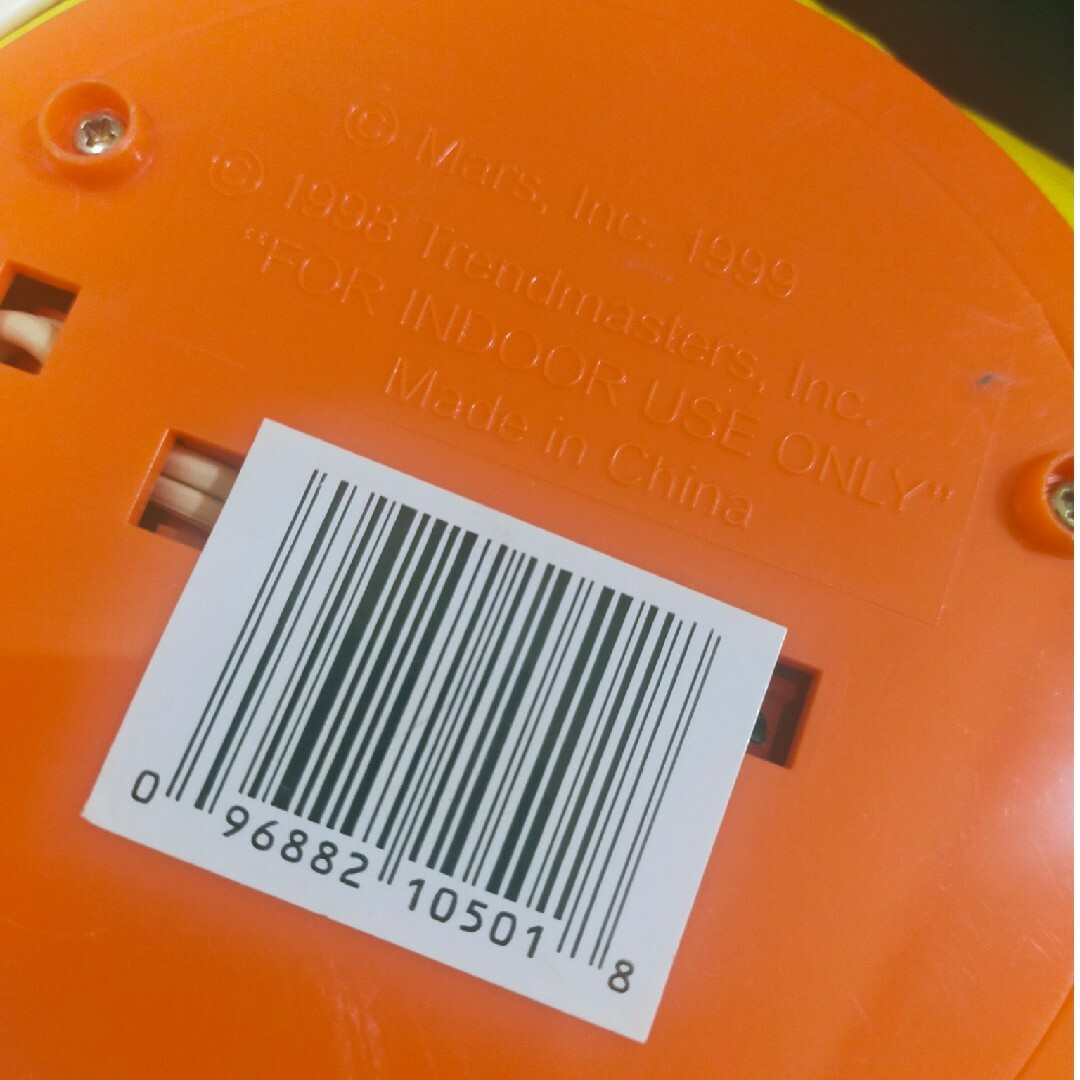 © Mars, Inc. 1999
© 1998 Trendmasters, Inc.
“FOR INDOOR USE ONLY”
Made in China
0 96882 10501 8